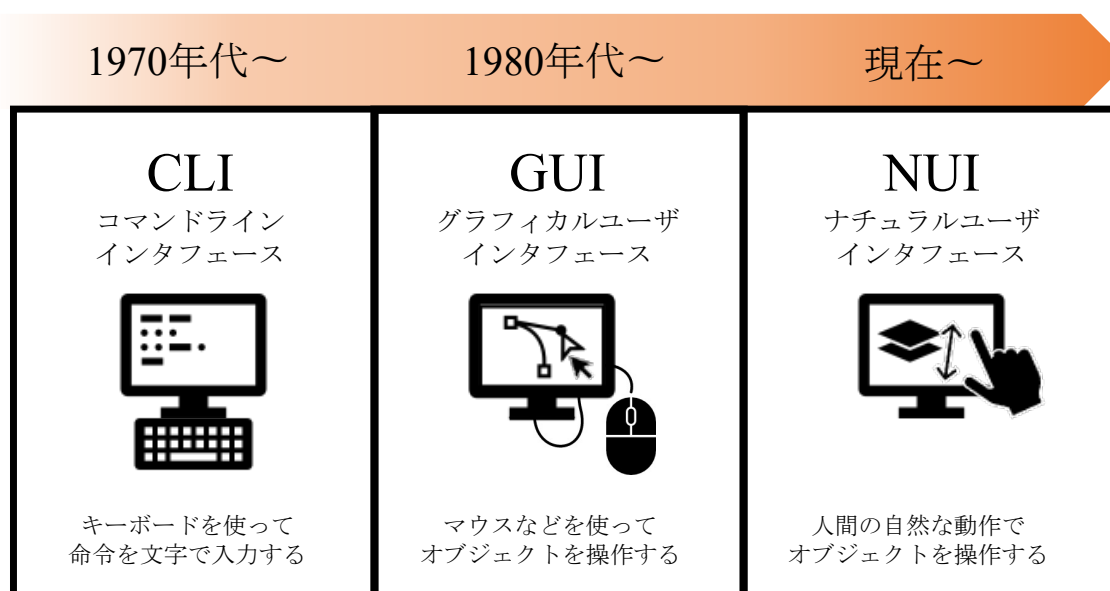 1970年代～
1980年代～
現在～
CLI
コマンドライン
インタフェース
キーボードを使って
命令を文字で入力する
GUI
グラフィカルユーザ
インタフェース
マウスなどを使って
オブジェクトを操作する
NUI
ナチュラルユーザ
インタフェース
人間の自然な動作で
オブジェクトを操作する